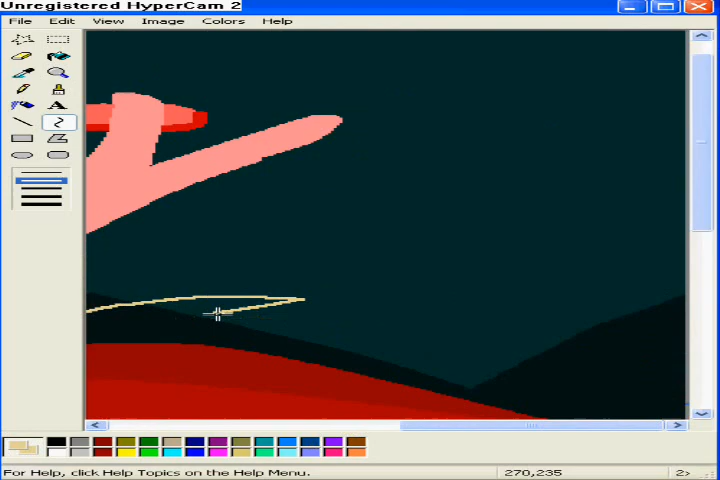 Unregistered HyperCam 2
File Edit View Image Colors Help
A
For Help, click Help Topics on the Help Menu. 270,235 2>